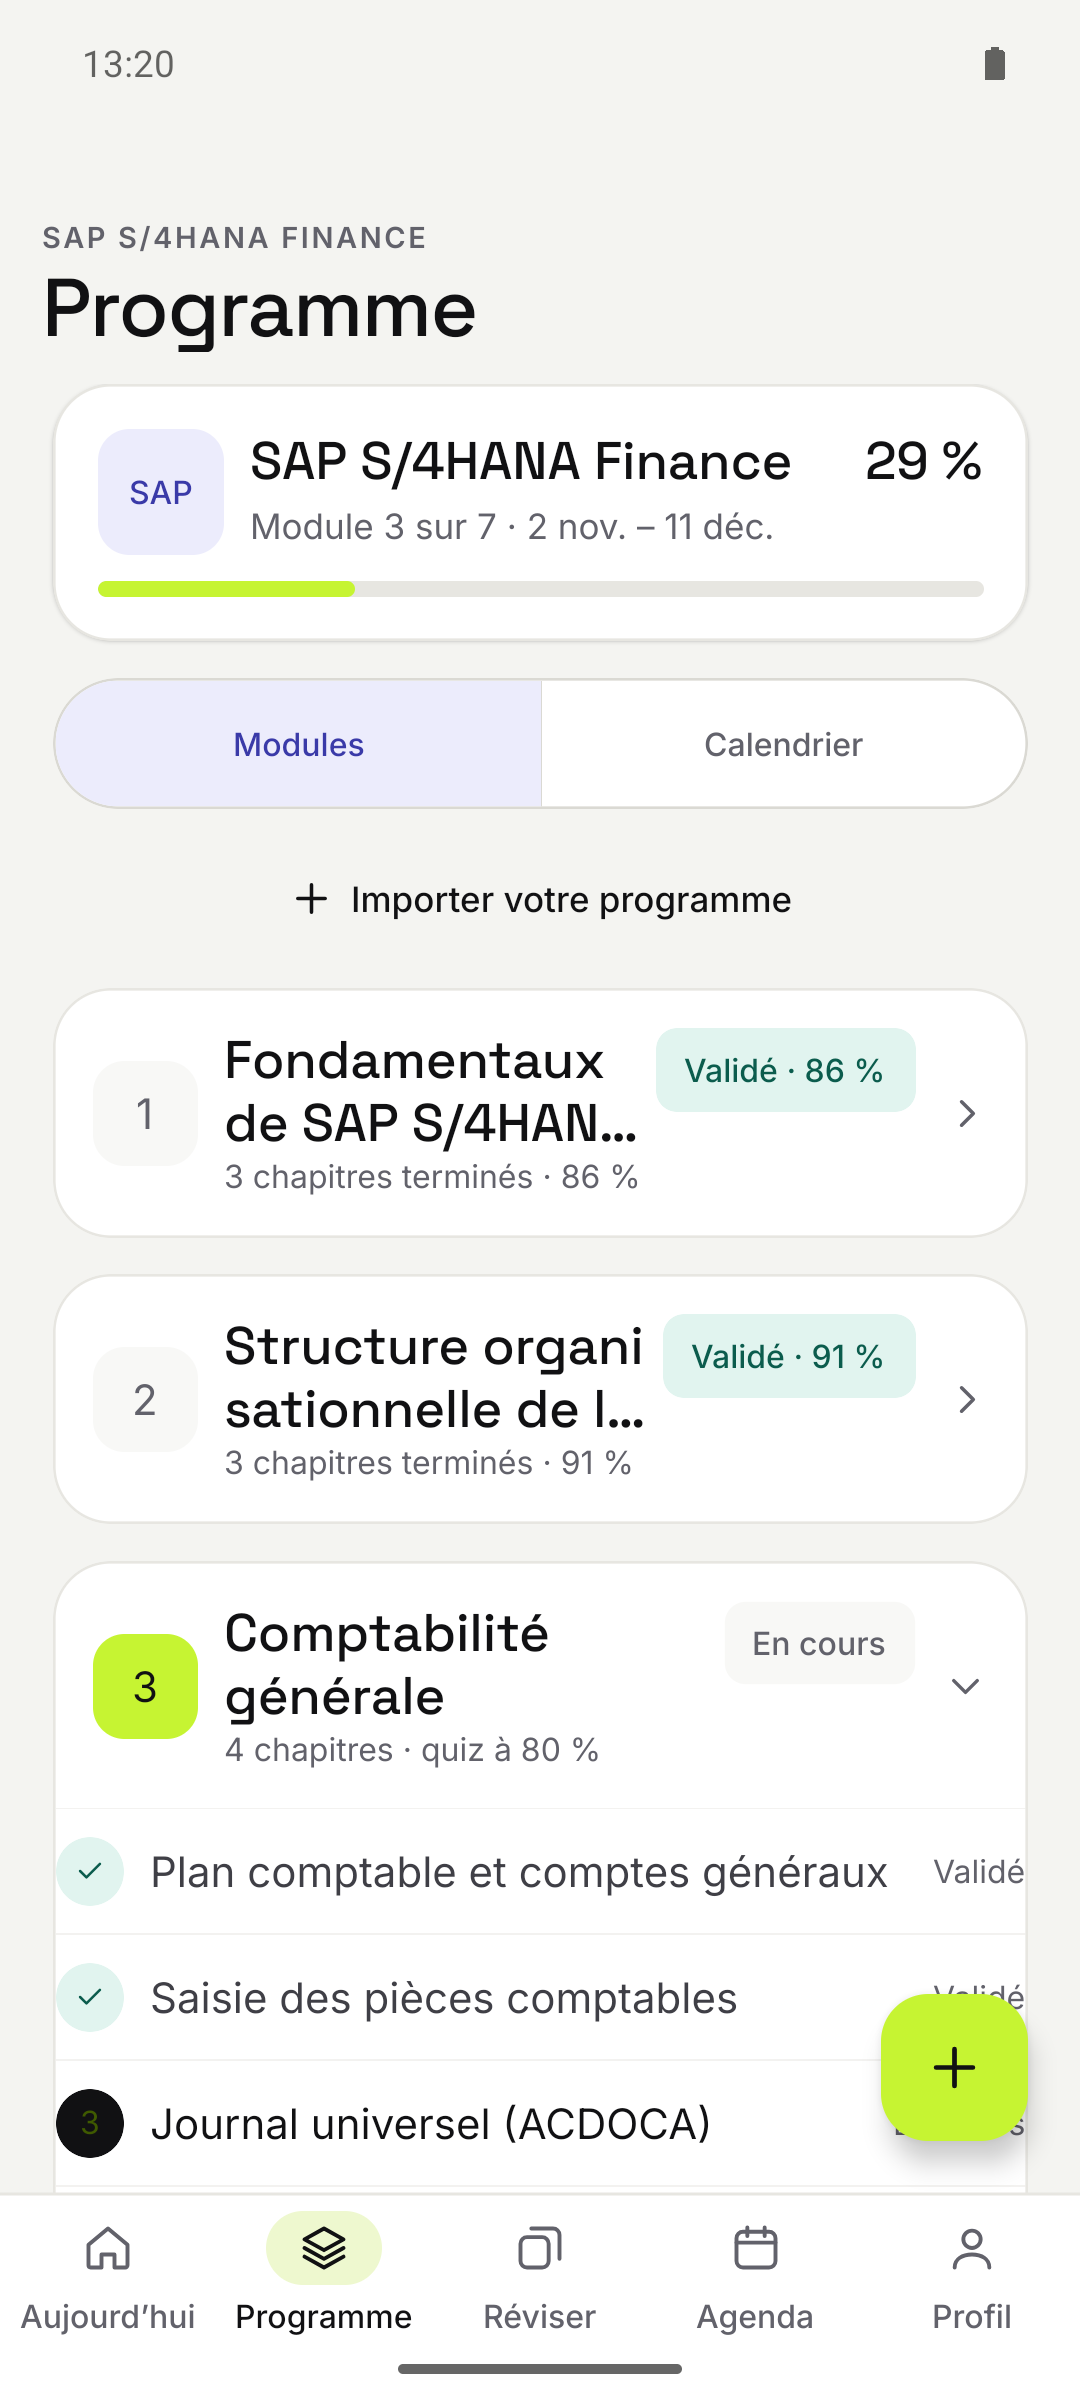 13:20
SAP S/4HANA FINANCE
Programme
SAP
SAP S/4HANA Finance
29 %
Module 3 sur 7 · 2 nov. – 11 déc.
Modules
Calendrier
Importer votre programme
1
Fondamentaux
de SAP S/4HAN...
3 chapitres terminés · 86 %
Validé · 86 %
2
Structure organi
sationnelle de l...
3 chapitres terminés · 91 %
Validé · 91 %
3
Comptabilité
générale
4 chapitres · quiz à 80 %
En cours
Plan comptable et comptes généraux
Validé
Saisie des pièces comptables
Validé
3
Journal universel (ACDOCA)
Aujourd’hui
Programme
Réviser
Agenda
Profil